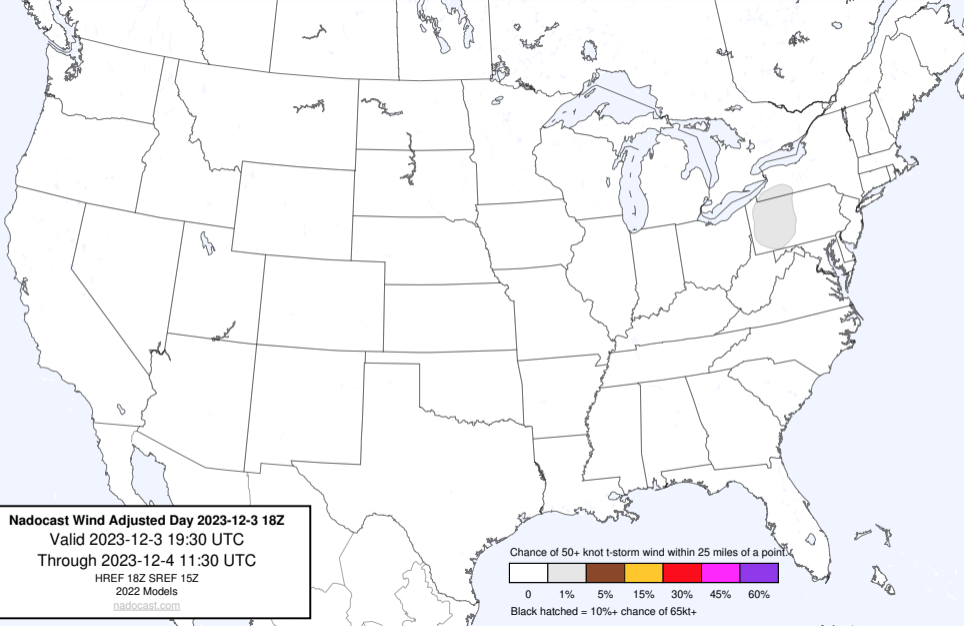 Nadocast Wind Adjusted Day 2023-12-3 18Z
Valid 2023-12-3 19:30 UTC
Through 2023-12-4 11:30 UTC
HREF 18Z SREF 15Z
2022 Models
nadocast.com
Chance of 50+ knot t-storm wind within 25 miles of a point.
0 1% 5% 15% 30% 45% 60%
Black hatched = 10%+ chance of 65kt+